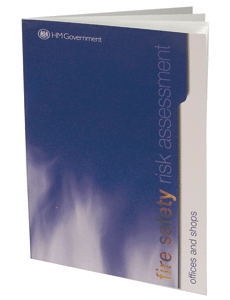 HM Government
fire safety risk assessment
offices and shops